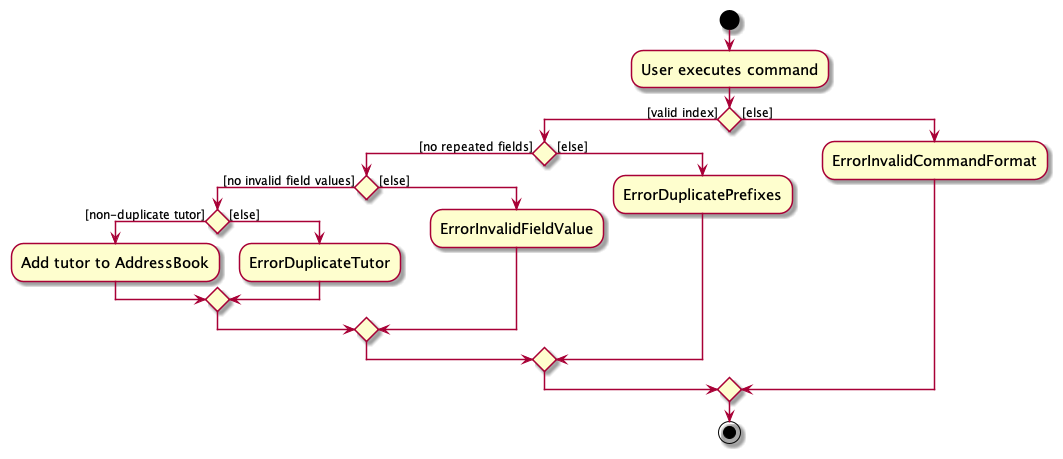 User executes command
[valid index]
[else]
[no repeated fields]
[else]
ErrorInvalidCommandFormat
[no invalid field values]
[else]
ErrorDuplicatePrefixes
[non-duplicate tutor]
[else]
ErrorInvalidFieldValue
Add tutor to AddressBook
ErrorDuplicateTutor